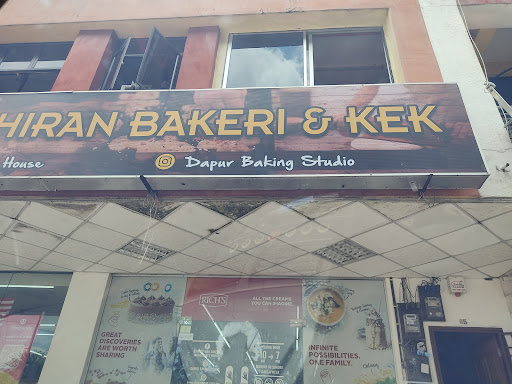 HIRAN BAKERI & KEK
House
Dapur Baking Studio
RICH'S
ALL THE CREAMS
YOU CAN IMAGINE
GREAT
DISCOVERIES
ARE WORTH
SHARING
INFINITE
POSSIBILITIES.
ONE FAMILY.